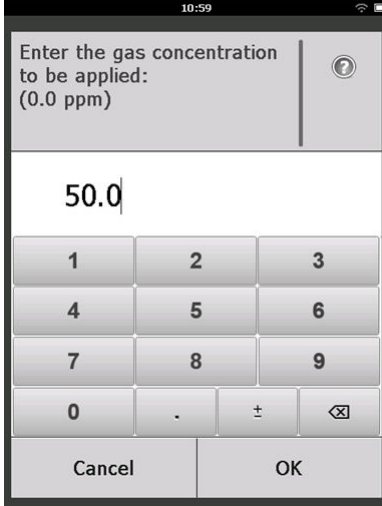 10:59
Enter the gas concentration
to be applied:
(0.0 ppm)
?
50.0
1 2 3
4 5 6
7 8 9
0 . ±
Cancel OK